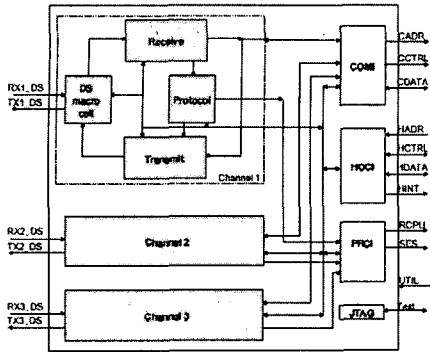 Receive
CADR
COMI
CCTRL
RX1_DS
DS
macro
cell
Protocol
CDATA
TX1_DS
HADR
Transmit
HOCI
HCTRL
Channel 1
HDATA
HINT
RCPU
RX2_DS
Channel 2
PRCI
SES
TX2_DS
UTIL
RX3_DS
Channel 3
JTAG
Test
TX3_DS